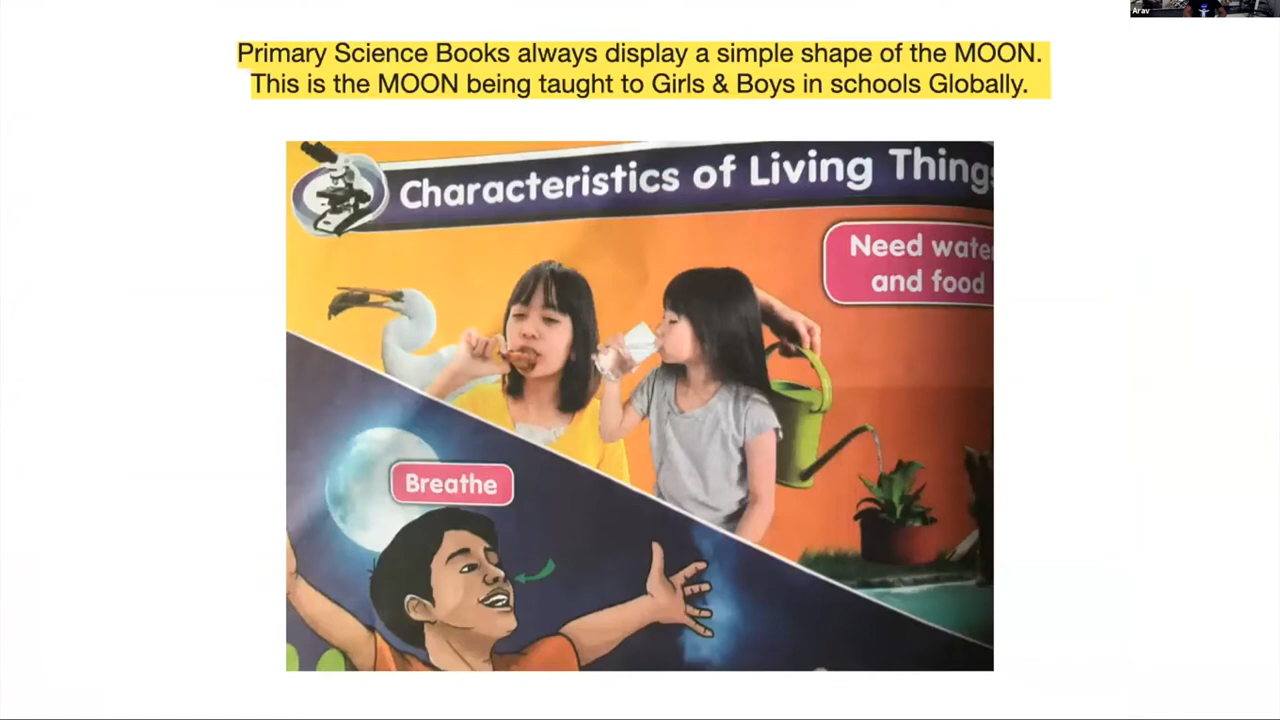 Arav
Primary Science Books always display a simple shape of the MOON.
This is the MOON being taught to Girls & Boys in schools Globally.
Characteristics of Living Thing
Need wate
and food
Breathe